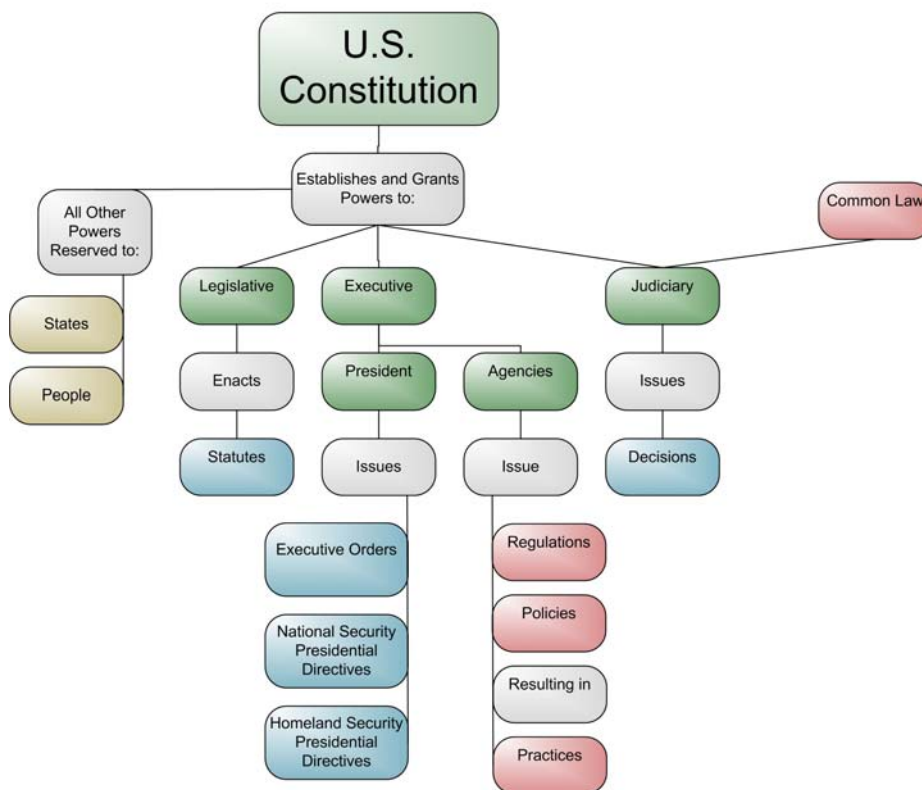 U.S.
Constitution
Establishes and Grants
Powers to:
All Other
Powers
Reserved to:
Common Law
Legislative
Executive
Judiciary
States
People
Enacts
President
Agencies
Issues
Statutes
Issues
Issue
Decisions
Executive Orders
National Security
Presidential
Directives
Homeland Security
Presidential
Directives
Regulations
Policies
Resulting in
Practices